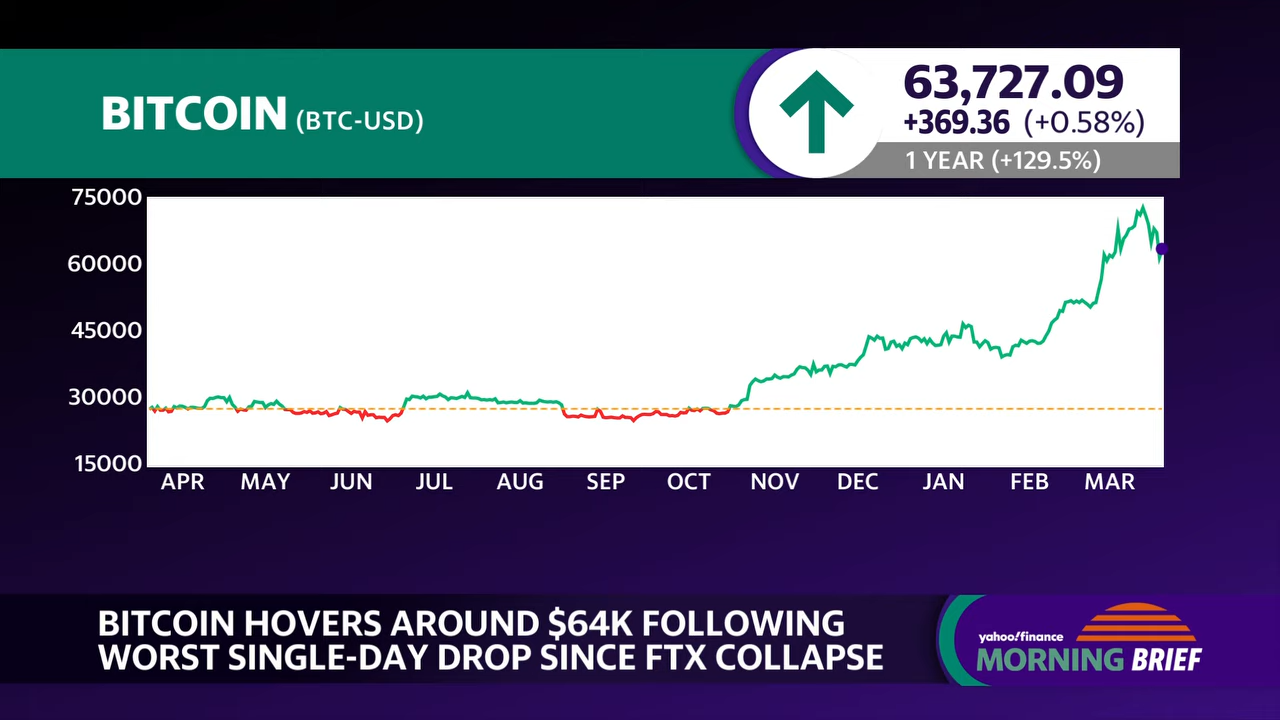 BITCOIN (BTC-USD)
63,727.09
+369.36 (+0.58%)
1 YEAR (+129.5%)
75000
60000
45000
30000
15000
APR MAY JUN JUL AUG SEP OCT NOV DEC JAN FEB MAR
BITCOIN HOVERS AROUND $64K FOLLOWING
WORST SINGLE-DAY DROP SINCE FTX COLLAPSE
yahoo!finance
MORNING BRIEF